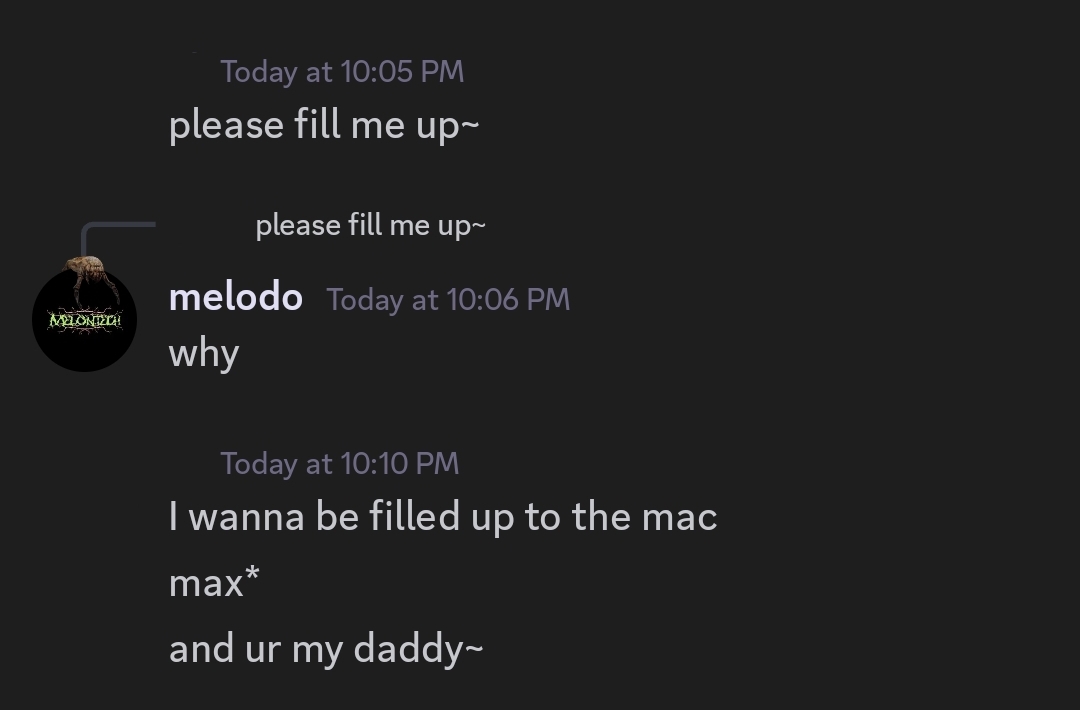 Today at 10:05 PM
please fill me up~
please fill me up~
melodo Today at 10:06 PM
why
Today at 10:10 PM
I wanna be filled up to the mac
max*
and ur my daddy~